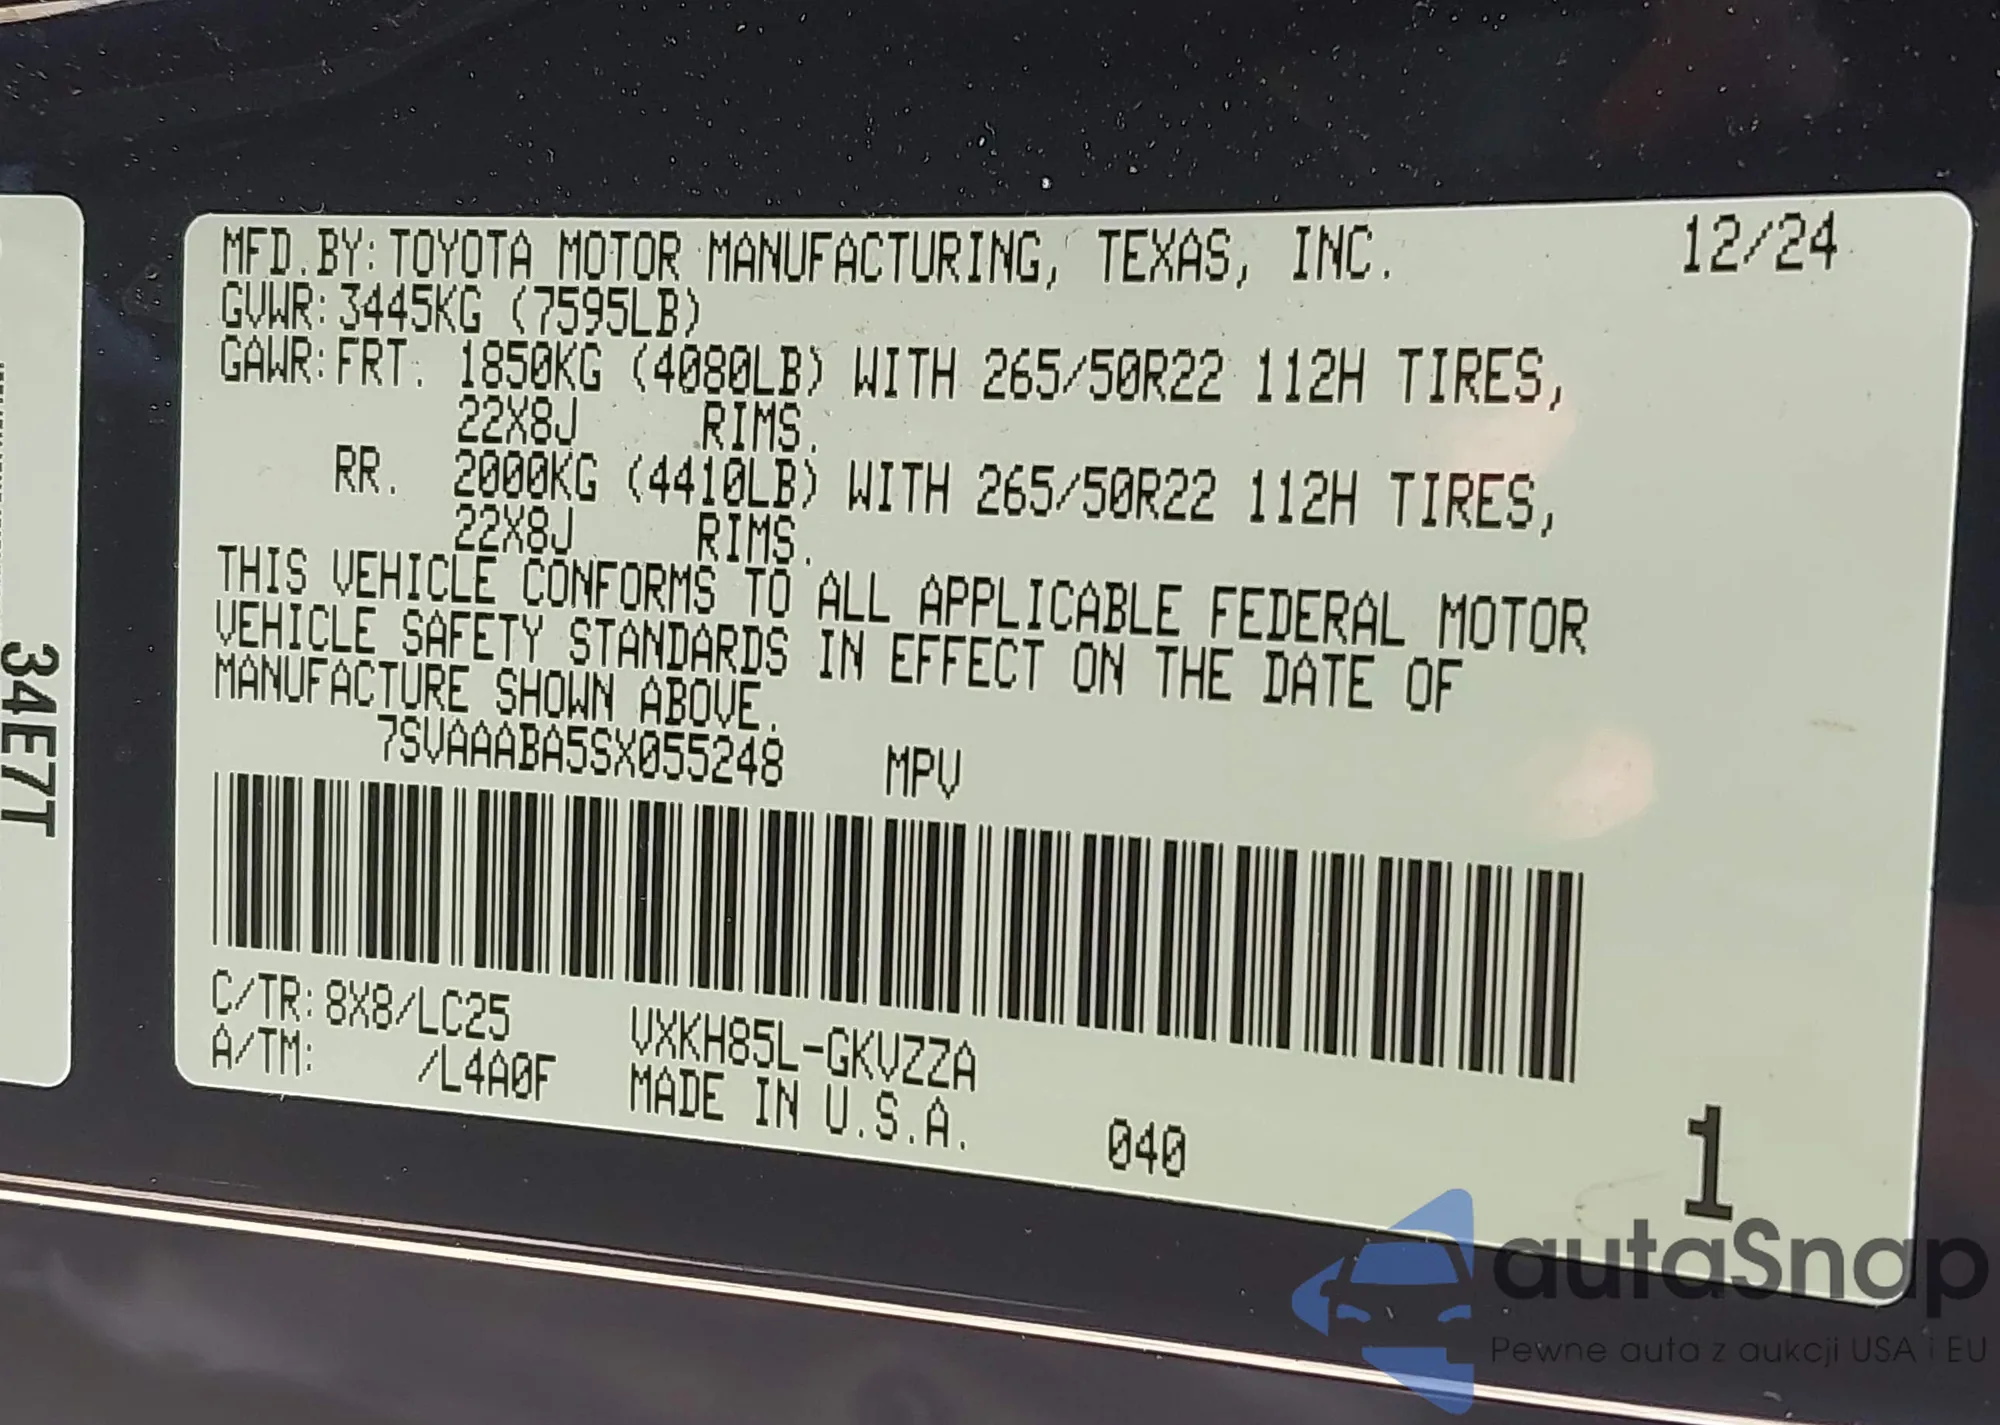 MFD.BY: TOYOTA MOTOR MANUFACTURING, TEXAS, INC. 12/24
GVWR: 3445KG (7595LB)
GAWR: FRT. 1850KG (4080LB) WITH 265/50R22 112H TIRES,
22X8J RIMS.
RR. 2000KG (4410LB) WITH 265/50R22 112H TIRES,
22X8J RIMS.
THIS VEHICLE CONFORMS TO ALL APPLICABLE FEDERAL MOTOR
VEHICLE SAFETY STANDARDS IN EFFECT ON THE DATE OF
MANUFACTURE SHOWN ABOVE.
7SVAAABA5SX055248 MPV
C/TR: 8X8/LC25 VXKH85L-GKVZZA
A/TM: /L4A0F MADE IN U.S.A. 040
1
34E7T
autaSnap
Pewne auta z aukcji USA i EU